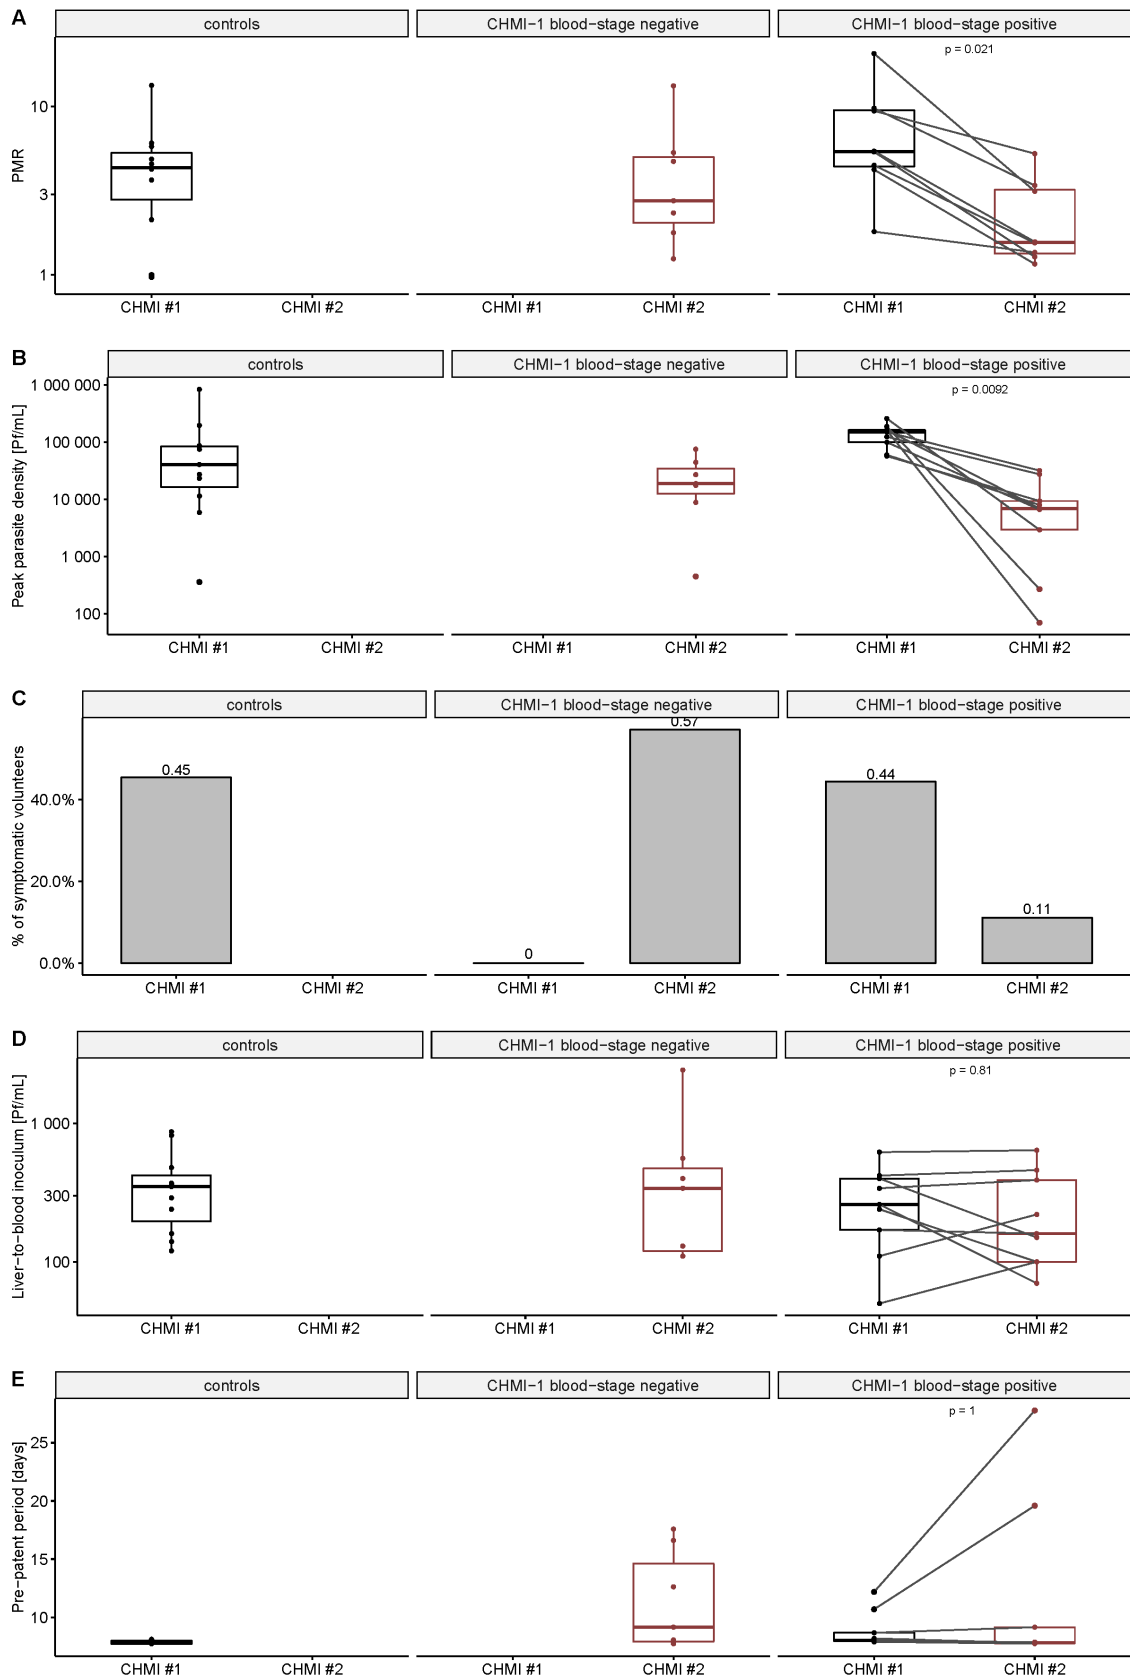 A
controls
CHMI−1 blood−stage negative
CHMI−1 blood−stage positive
p = 0.021
PMR
10
3
1
CHMI #1
CHMI #2
CHMI #1
CHMI #2
CHMI #1
CHMI #2
B
controls
CHMI−1 blood−stage negative
CHMI−1 blood−stage positive
p = 0.0092
Peak parasite density [Pf/mL]
1 000 000
100 000
10 000
1 000
100
CHMI #1
CHMI #2
CHMI #1
CHMI #2
CHMI #1
CHMI #2
C
controls
CHMI−1 blood−stage negative
CHMI−1 blood−stage positive
% of symptomatic volunteers
40.0%
20.0%
0.0%
0.45
0
0.57
0.44
0.11
CHMI #1
CHMI #2
CHMI #1
CHMI #2
CHMI #1
CHMI #2
D
controls
CHMI−1 blood−stage negative
CHMI−1 blood−stage positive
p = 0.81
Liver−to−blood inoculum [Pf/mL]
1 000
300
100
CHMI #1
CHMI #2
CHMI #1
CHMI #2
CHMI #1
CHMI #2
E
controls
CHMI−1 blood−stage negative
CHMI−1 blood−stage positive
p = 1
Pre−patent period [days]
25
20
15
10
CHMI #1
CHMI #2
CHMI #1
CHMI #2
CHMI #1
CHMI #2